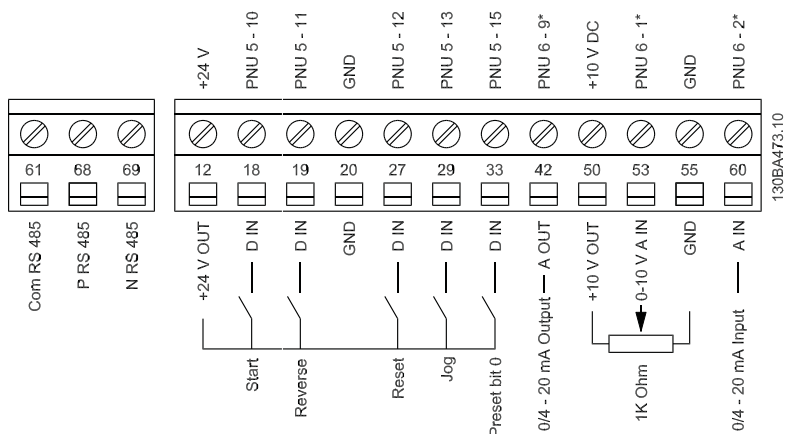 +24 V
PNU 5 - 10
PNU 5 - 11
GND
PNU 5 - 12
PNU 5 - 13
PNU 5 - 15
PNU 6 - 9*
+10 V DC
PNU 6 - 1*
GND
PNU 6 - 2*
61 68 69
12 18 19 20 27 29 33 42 50 53 55 60
130BA473.10
Com RS 485
P RS 485
N RS 485
+24 V OUT
D IN
D IN
GND
D IN
D IN
D IN
0/4 - 20 mA Output — A OUT
+10 V OUT
0-10 V A IN
GND
0/4 - 20 mA Input — A IN
Start
Reverse
Reset
Jog
Preset bit 0
1K Ohm